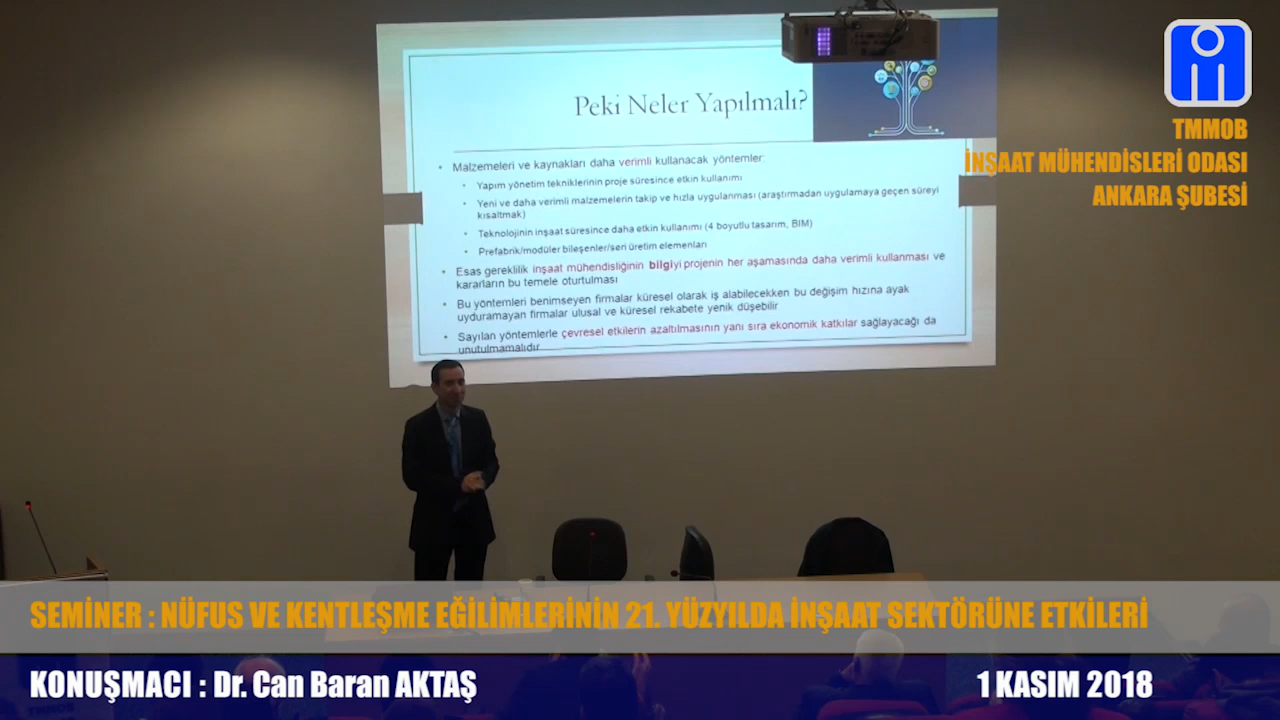 Peki Neler Yapılmalı?
• Malzemeleri ve kaynakları daha verimli kullanacak yöntemler:
• Yapım yönetim tekniklerinin proje süresince etkin kullanımı
• Yeni ve daha verimli malzemelerin takip ve hızla uygulanması (araştırmadan uygulamaya geçen süreyi
kısaltmak)
• Teknolojinin inşaat süresince daha etkin kullanımı (4 boyutlu tasarım, BIM)
• Prefabrik/modüler bileşenler/seri üretim elemenları
• Esas gereklilik inşaat mühendisliğinin bilgiyi projenin her aşamasında daha verimli kullanması ve
kararların bu temele oturtulması
• Bu yöntemleri benimseyen firmalar küresel olarak iş alabilecekken bu değişim hızına ayak
uyduramayan firmalar ulusal ve küresel rekabete yenik düşebilir
• Sayılan yöntemlerle çevresel etkilerin azaltılmasının yanı sıra ekonomik katkılar sağlayacağı da
unutulmamalıdır
TMMOB
İNŞAAT MÜHENDİSLERİ ODASI
ANKARA ŞUBESİ
SEMİNER : NÜFUS VE KENTLEŞME EĞİLİMLERİNİN 21. YÜZYILDA İNŞAAT SEKTÖRÜNE ETKİLERİ
KONUŞMACI : Dr. Can Baran AKTAŞ
1 KASIM 2018
TMMOB